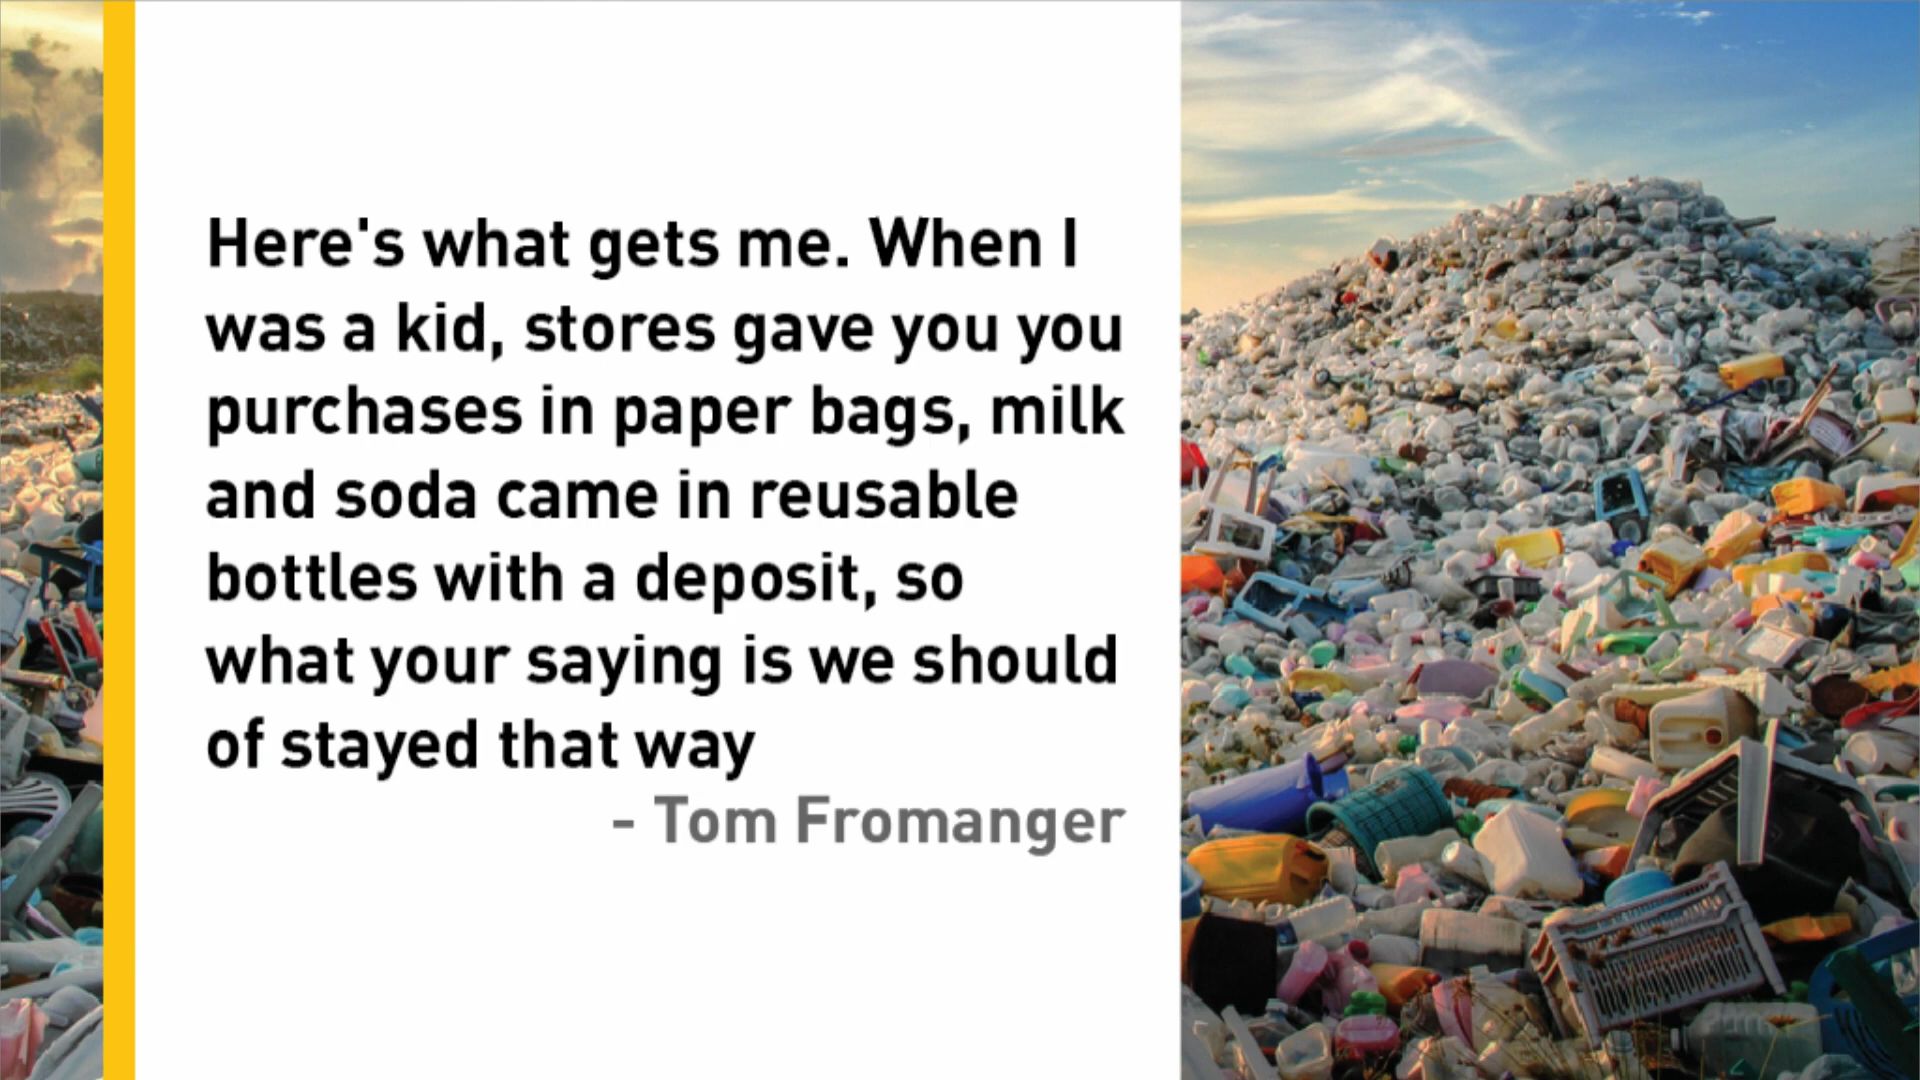 Here's what gets me. When I
was a kid, stores gave you you
purchases in paper bags, milk
and soda came in reusable
bottles with a deposit, so
what your saying is we should
of stayed that way
- Tom Fromanger